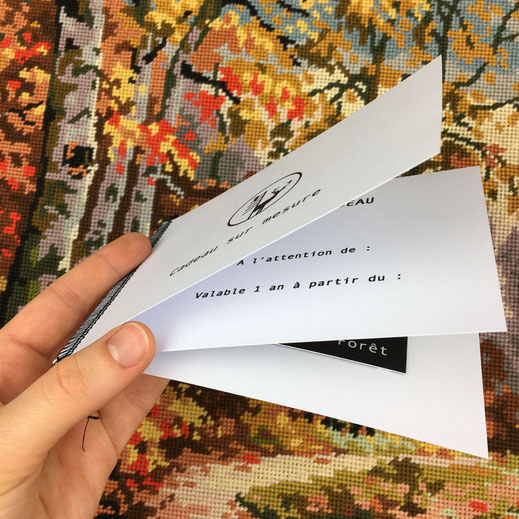 Cadeau sur mesure
EAU
A l'attention de :
Valable 1 an à partir du :
Forêt